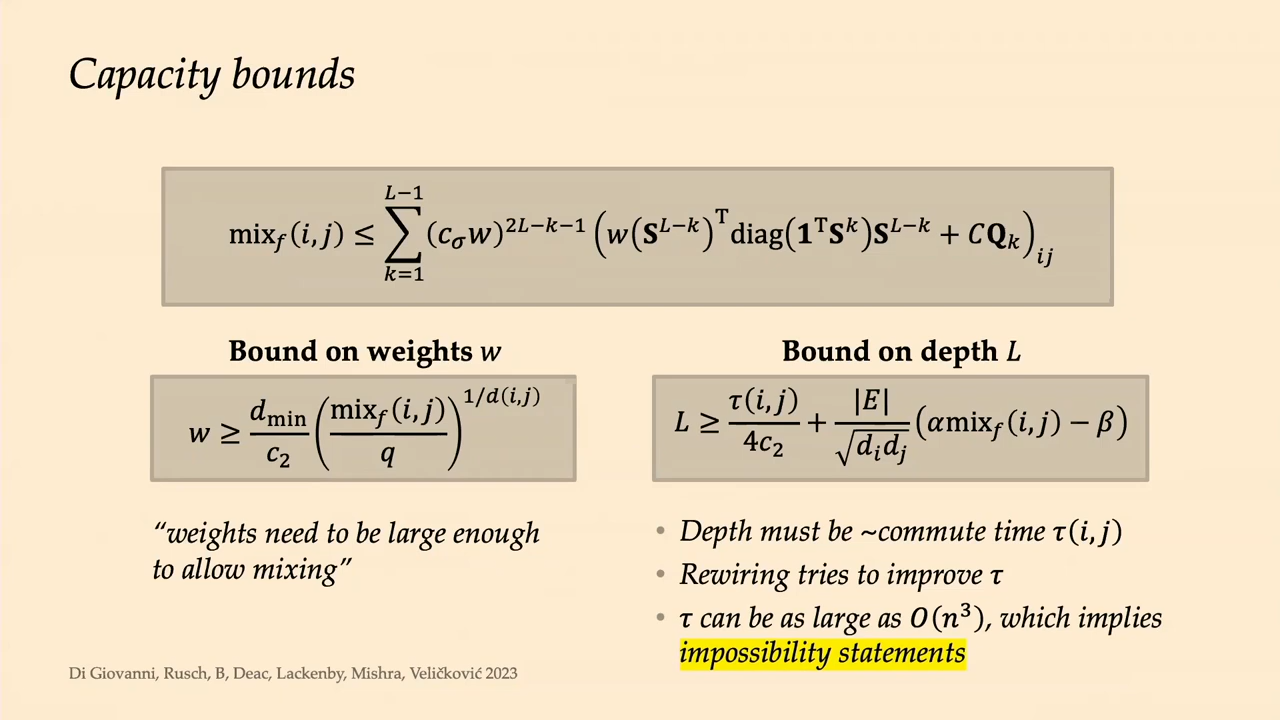 Capacity bounds
mix_f(i,j) ≤ ∑_{k=1}^{L−1} (c_σ w)^{2L−k−1} (w(𝐒^{L−k})^T diag(𝟏^T 𝐒^k) 𝐒^{L−k} + C𝐐_k)_{ij}
Bound on weights w
w ≥ d_min/c_2 (mix_f(i,j)/q)^{1/d(i,j)}
“weights need to be large enough
to allow mixing”
Bound on depth L
L ≥ τ(i,j)/4c_2 + |E|/√(d_i d_j) (αmix_f(i,j) − β)
• Depth must be ~commute time τ(i,j)
• Rewiring tries to improve τ
• τ can be as large as O(n³), which implies
impossibility statements
Di Giovanni, Rusch, B, Deac, Lackenby, Mishra, Veličković 2023